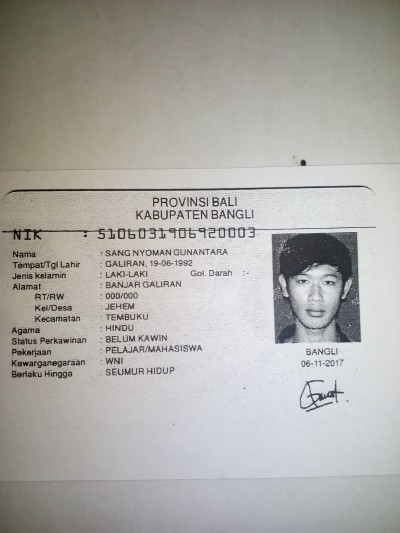 PROVINSI BALI
KABUPATEN BANGLI
NIK : 5106031906920003
Nama : SANG NYOMAN GUNANTARA
Tempat/Tgl Lahir : GALIRAN, 19-06-1992
Jenis kelamin : LAKI-LAKI Gol. Darah :-
Alamat : BANJAR GALIRAN
RT/RW : 000/000
Kel/Desa : JEHEM
Kecamatan : TEMBUKU
Agama : HINDU
Status Perkawinan : BELUM KAWIN
Pekerjaan : PELAJAR/MAHASISWA
Kewarganegaraan : WNI
Berlaku Hingga : SEUMUR HIDUP
BANGLI
06-11-2017